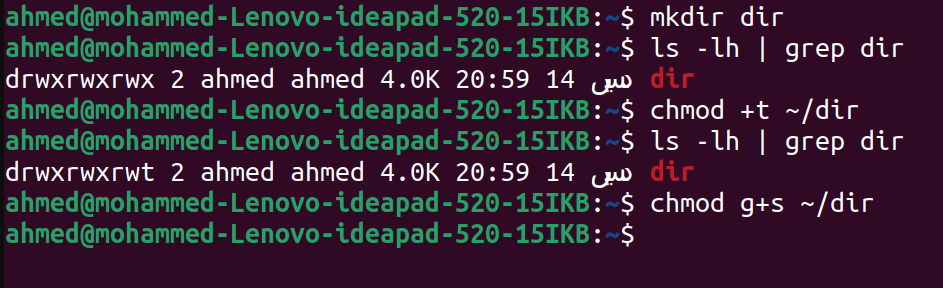 ahmed@mohammed-Lenovo-ideapad-520-15IKB:~$ mkdir dir
ahmed@mohammed-Lenovo-ideapad-520-15IKB:~$ ls -lh | grep dir
drwxrwxrwx 2 ahmed ahmed 4.0K 20:59 14 سبتمبر dir
ahmed@mohammed-Lenovo-ideapad-520-15IKB:~$ chmod +t ~/dir
ahmed@mohammed-Lenovo-ideapad-520-15IKB:~$ ls -lh | grep dir
drwxrwxrwt 2 ahmed ahmed 4.0K 20:59 14 سبتمبر dir
ahmed@mohammed-Lenovo-ideapad-520-15IKB:~$ chmod g+s ~/dir
ahmed@mohammed-Lenovo-ideapad-520-15IKB:~$